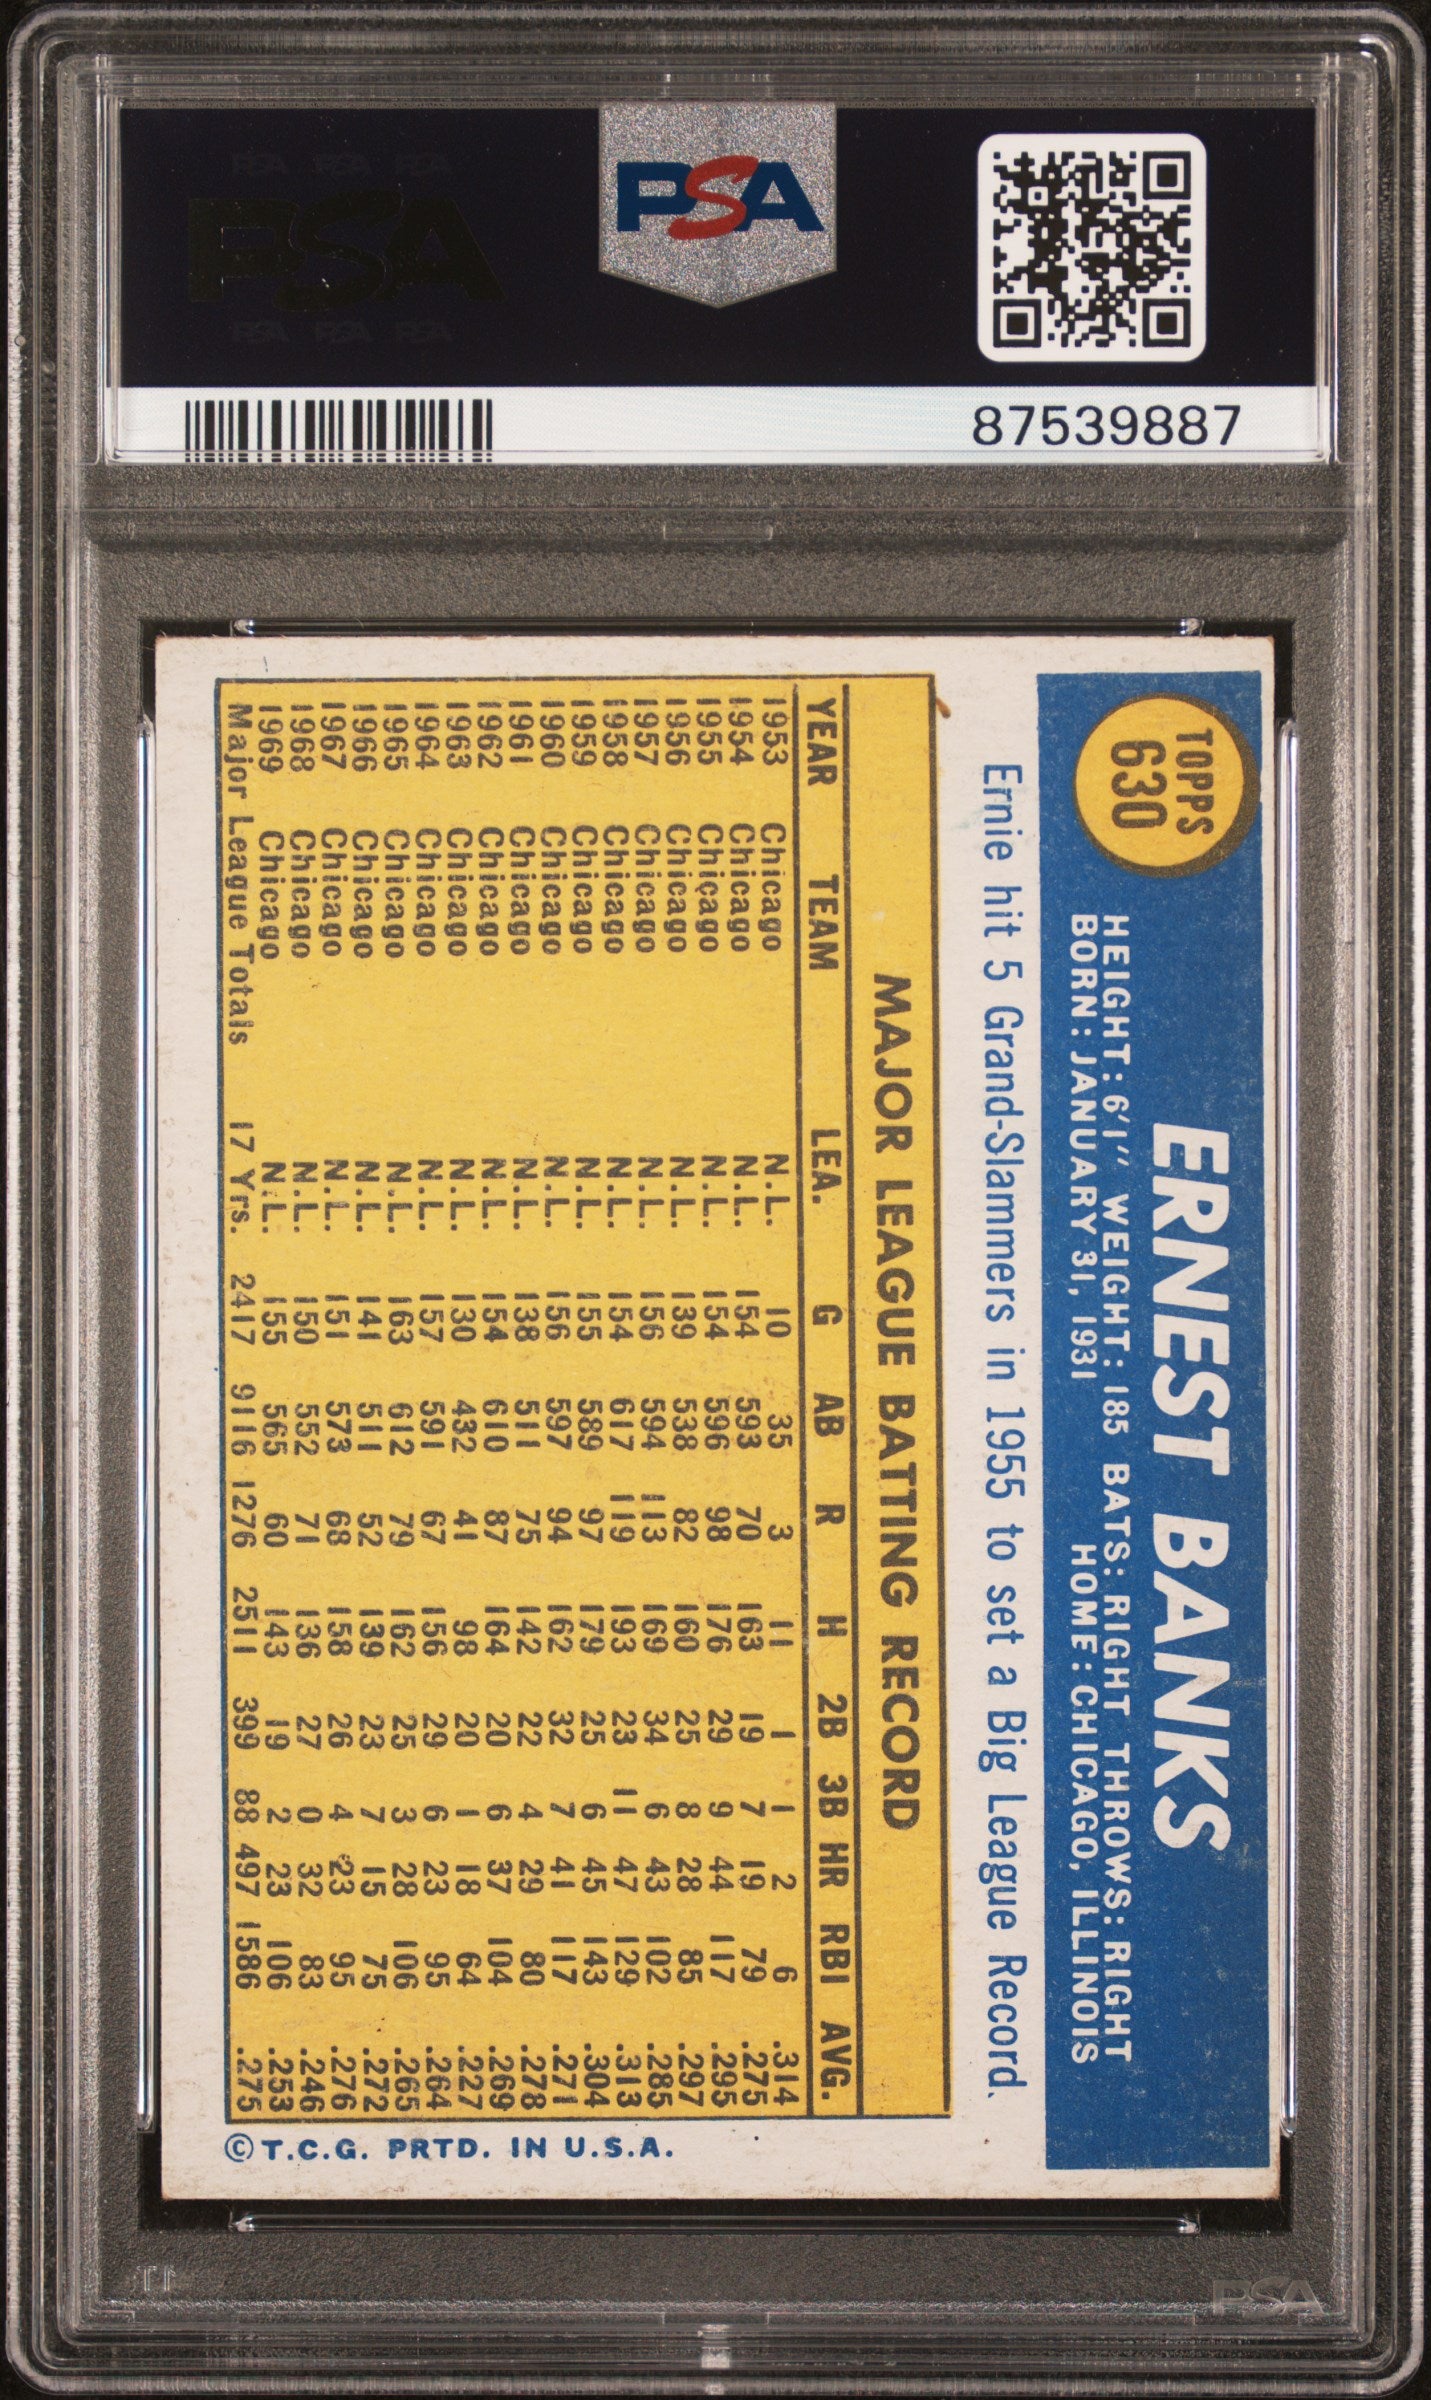 PSA
PSA PSA PSA
PSA
PSA PSA PSA
87539887
TOPPS
630
ERNEST BANKS
HEIGHT: 6'1" WEIGHT: 185 BATS: RIGHT THROWS: RIGHT
BORN: JANUARY 31, 1931 HOME: CHICAGO, ILLINOIS
Ernie hit 5 Grand-Slammers in 1955 to set a Big League Record.
MAJOR LEAGUE BATTING RECORD
YEAR TEAM LEA. G AB R H 2B 3B HR RBI AVG.
1953 Chicago N.L. 10 35 3 11 1 1 2 6 .314
1954 Chicago N.L. 154 593 70 163 19 7 19 79 .275
1955 Chicago N.L. 154 596 98 176 29 9 44 117 .295
1956 Chicago N.L. 139 538 82 160 25 8 28 85 .297
1957 Chicago N.L. 156 594 113 169 34 6 43 102 .285
1958 Chicago N.L. 154 617 119 193 23 11 47 129 .313
1959 Chicago N.L. 155 589 97 179 25 6 45 143 .304
1960 Chicago N.L. 156 597 94 162 32 7 41 117 .271
1961 Chicago N.L. 138 511 75 142 22 4 29 80 .278
1962 Chicago N.L. 154 610 87 164 20 6 37 104 .269
1963 Chicago N.L. 130 432 41 98 20 1 18 64 .227
1964 Chicago N.L. 157 591 67 156 29 6 23 95 .264
1965 Chicago N.L. 163 612 79 162 25 3 28 106 .265
1966 Chicago N.L. 141 511 52 139 23 7 15 75 .272
1967 Chicago N.L. 151 573 68 158 26 4 23 95 .276
1968 Chicago N.L. 150 552 71 136 27 0 32 83 .246
1969 Chicago N.L. 155 565 60 143 19 2 23 106 .253
Major League Totals 17 Yrs. 2417 9116 1276 2511 399 88 497 1586 .275
©T.C.G. PRTD. IN U.S.A.
PSA